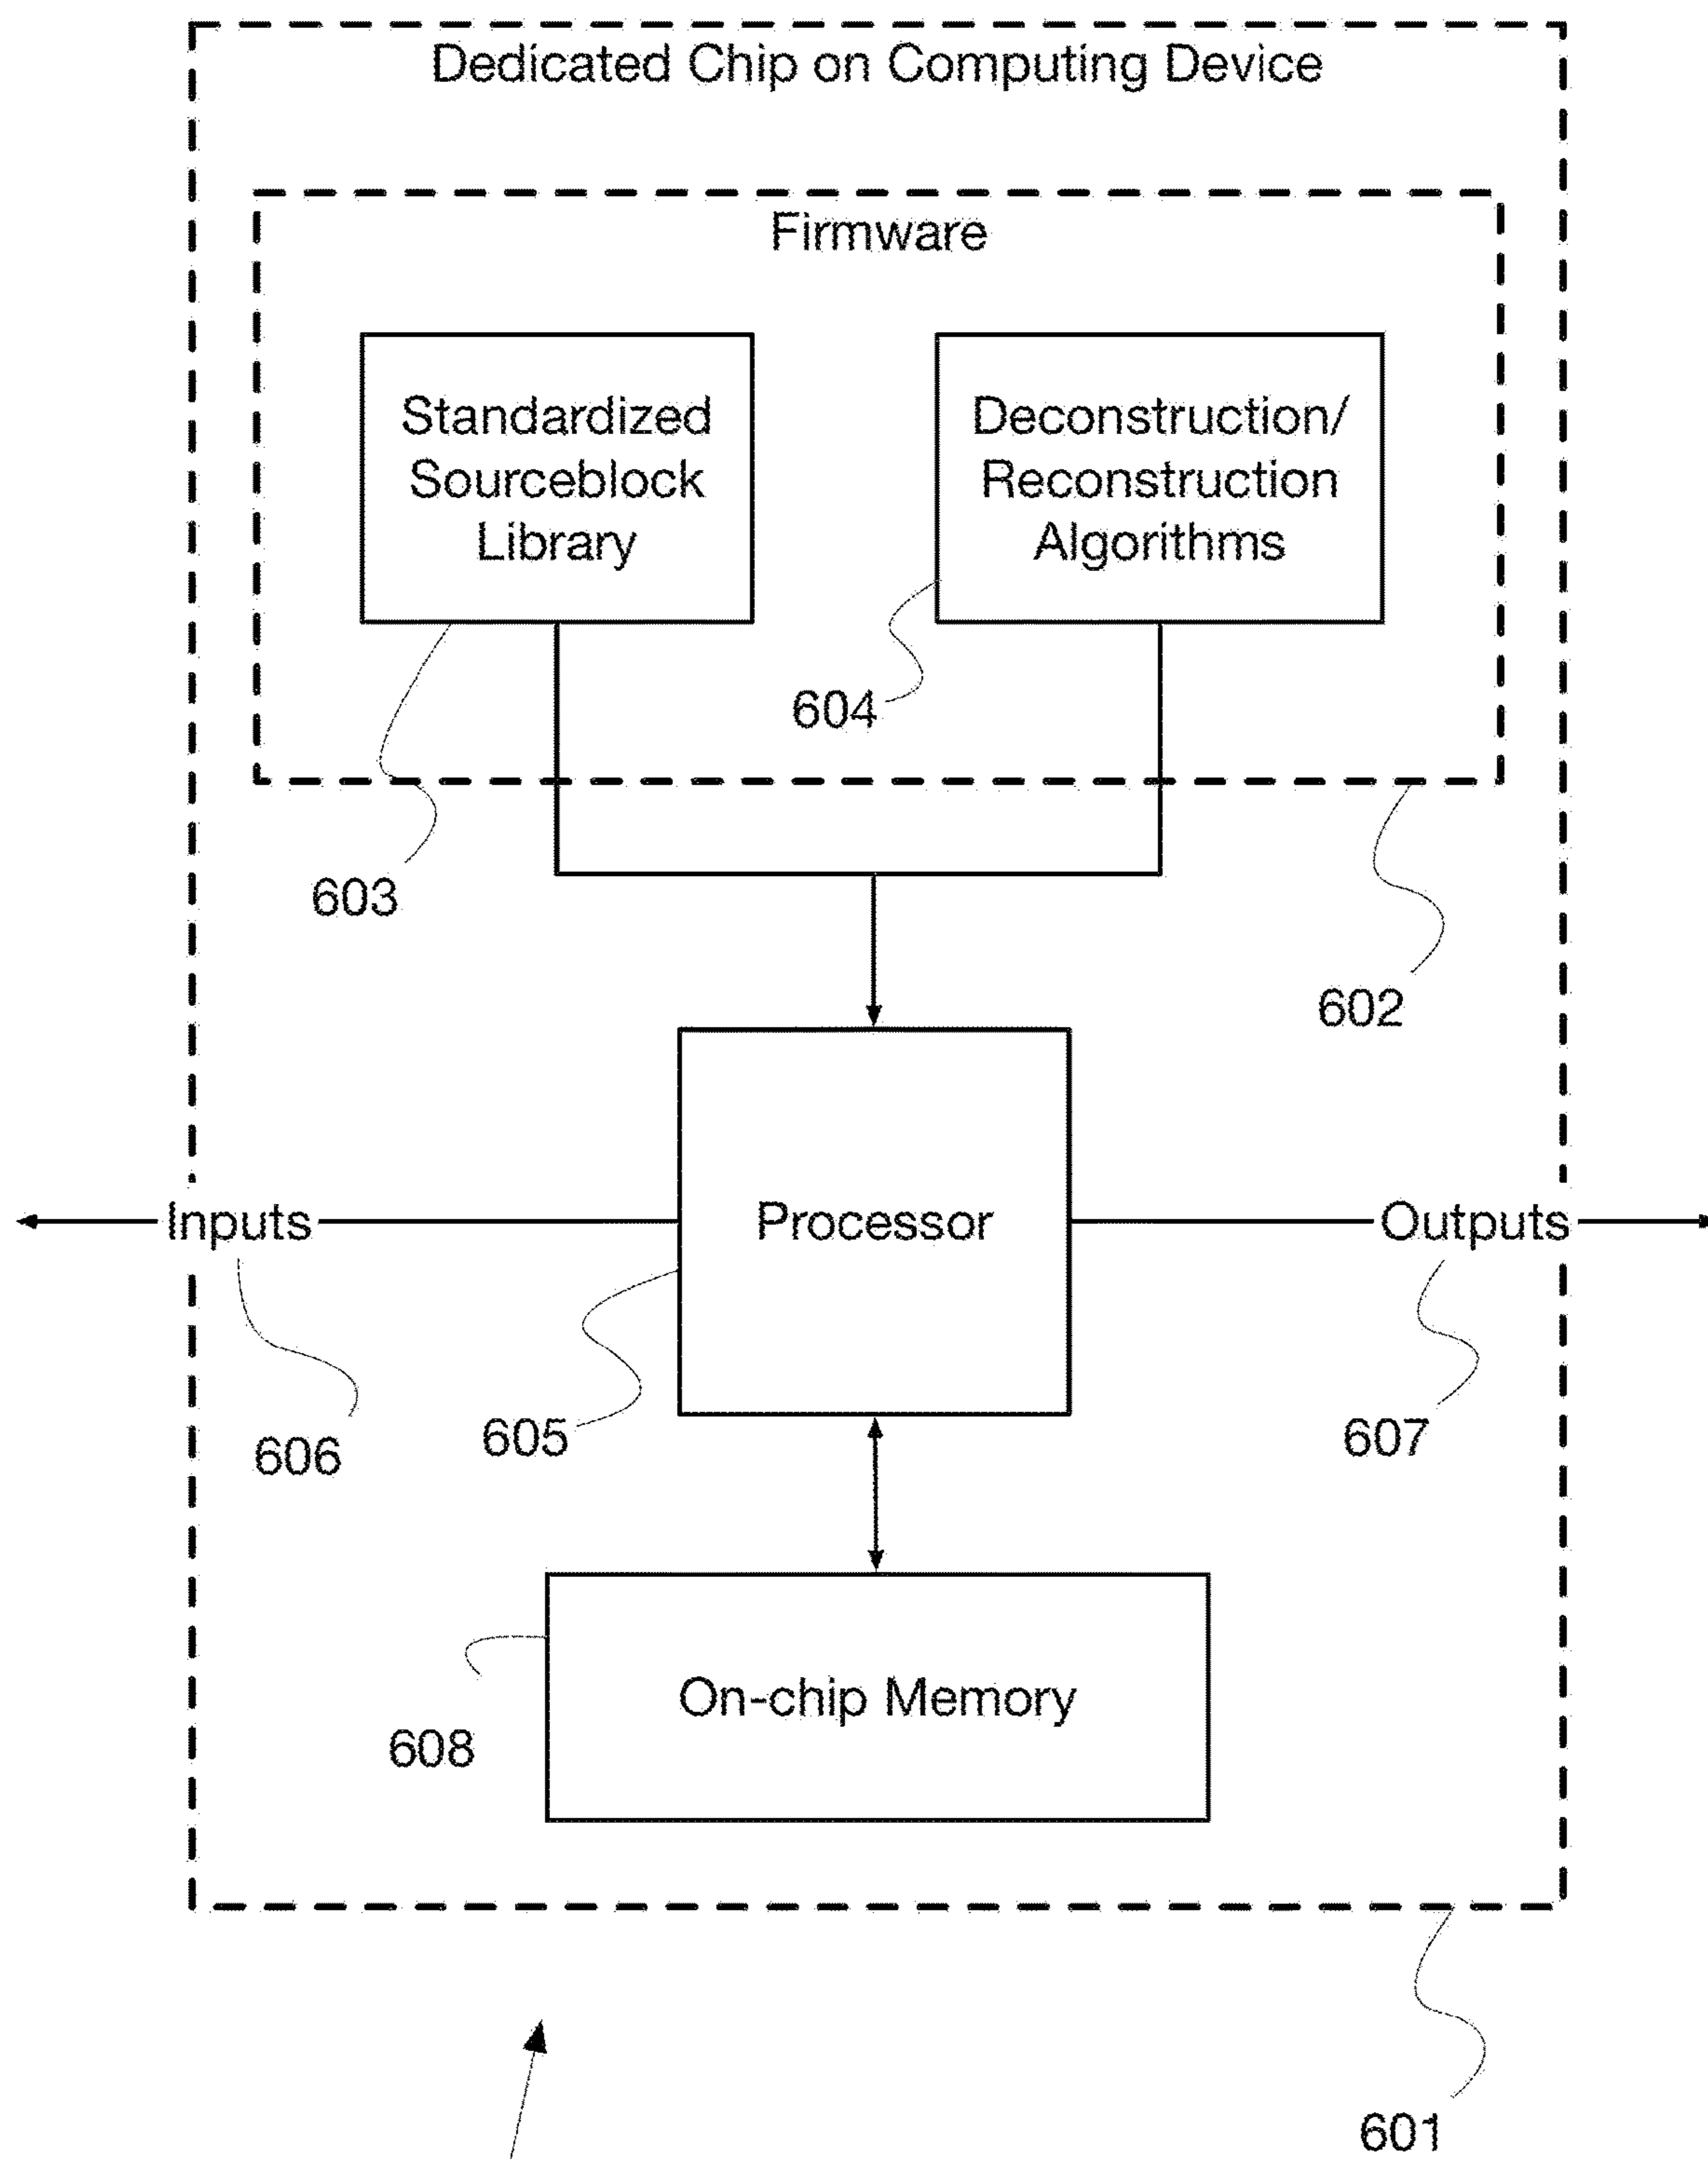 Dedicated Chip on Computing Device
Firmware
Standardized
Sourceblock
Library
Deconstruction/
Reconstruction
Algorithms
604
603
602
Processor
Inputs
Outputs
606
605
607
On-chip Memory
608
601